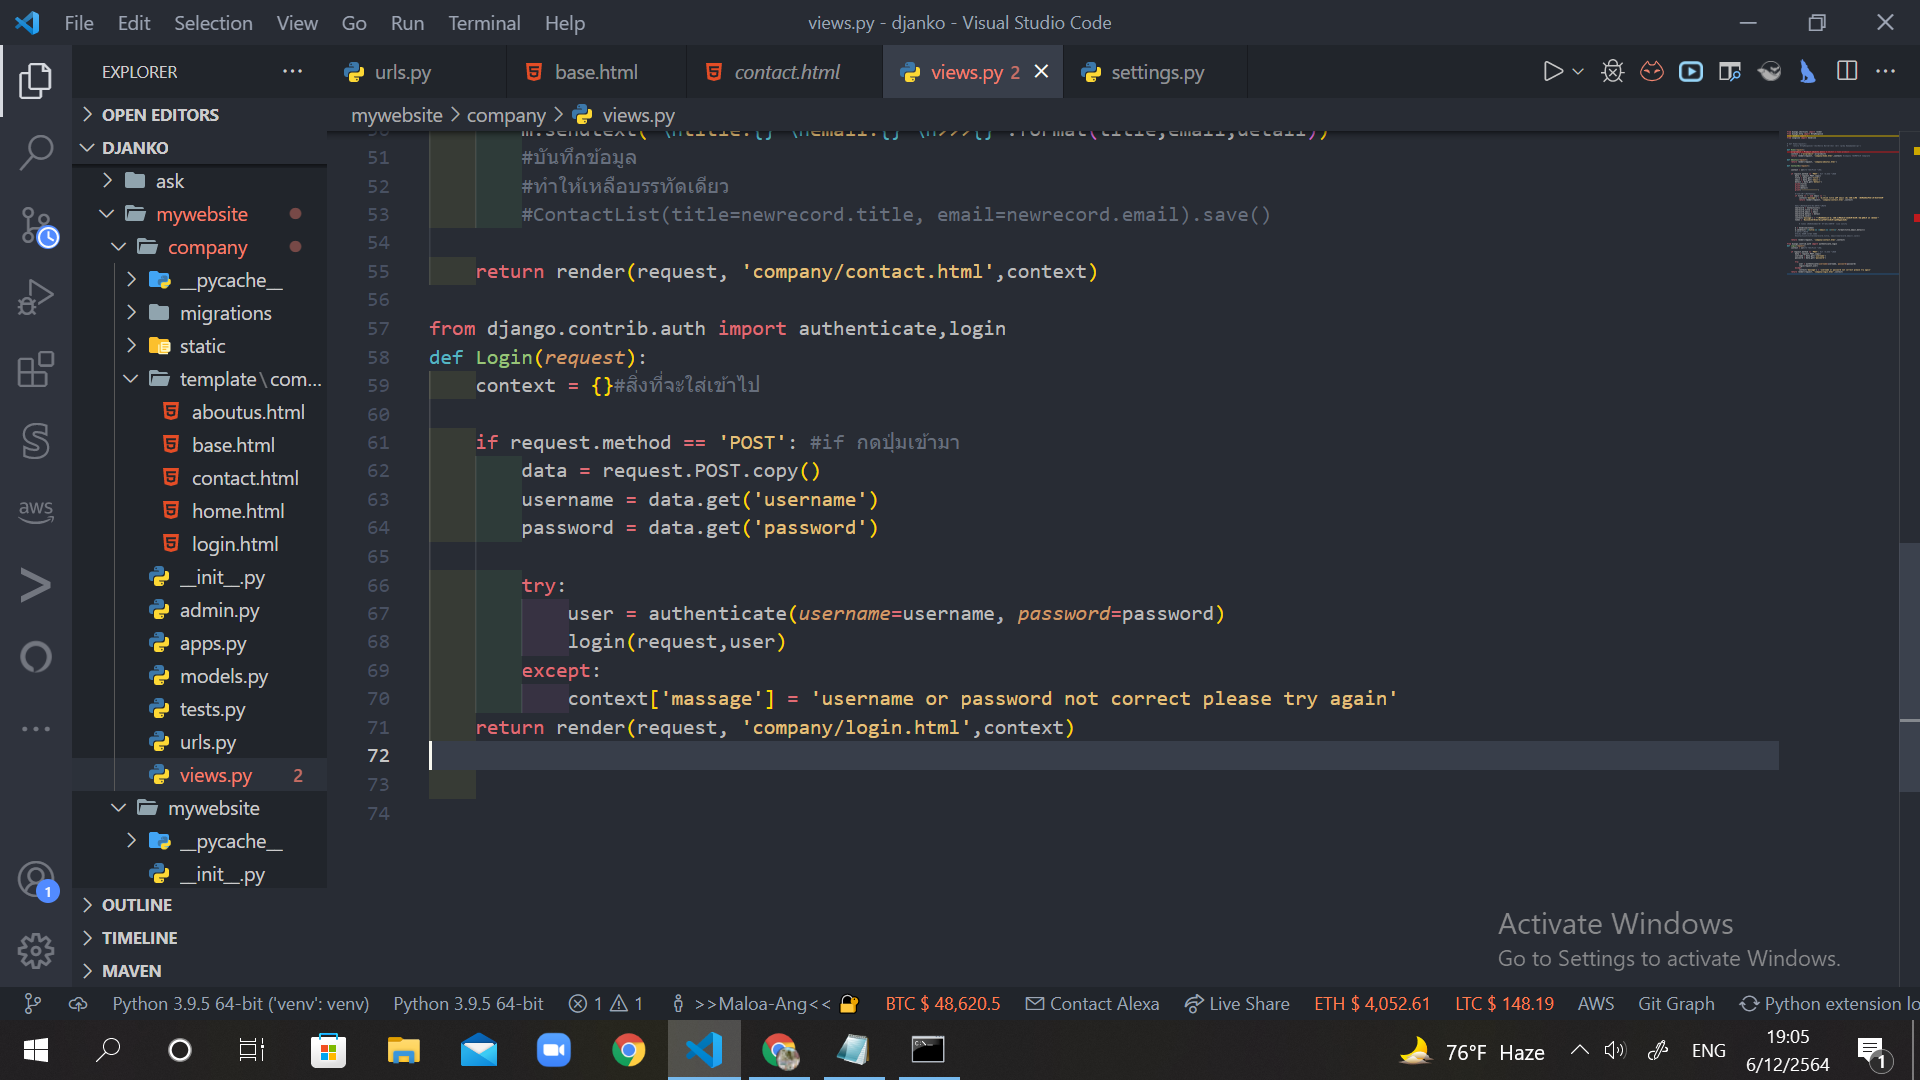 File Edit Selection View Go Run Terminal Help
views.py - djanko - Visual Studio Code
EXPLORER
urls.py
base.html
contact.html
views.py 2
settings.py
OPEN EDITORS
mywebsite > company > views.py
DJANKO
ask
mywebsite
company
__pycache__
migrations
static
template\com...
aboutus.html
base.html
contact.html
home.html
login.html
__init__.py
admin.py
apps.py
models.py
tests.py
urls.py
views.py 2
mywebsite
__pycache__
__init__.py
OUTLINE
TIMELINE
MAVEN
aws
1
51 #บันทึกข้อมูล
52 #ทำให้เหลือบรรทัดเดียว
53 #ContactList(title=newrecord.title, email=newrecord.email).save()
54
55 return render(request, 'company/contact.html',context)
56
57 from django.contrib.auth import authenticate,login
58 def Login(request):
59 context = {}#สิ่งที่จะใส่เข้าไป
60
61 if request.method == 'POST': #if กดปุ่มเข้ามา
62 data = request.POST.copy()
63 username = data.get('username')
64 password = data.get('password')
65
66 try:
67 user = authenticate(username=username, password=password)
68 login(request,user)
69 except:
70 context['massage'] = 'username or password not correct please try again'
71 return render(request, 'company/login.html',context)
72
73
74
Activate Windows
Go to Settings to activate Windows.
Python 3.9.5 64-bit ('venv': venv) Python 3.9.5 64-bit 1 1 >>Maloa-Ang<< BTC $ 48,620.5 Contact Alexa Live Share ETH $ 4,052.61 LTC $ 148.19 AWS Git Graph Python extension lo
76°F Haze ENG 19:05
6/12/2564
1